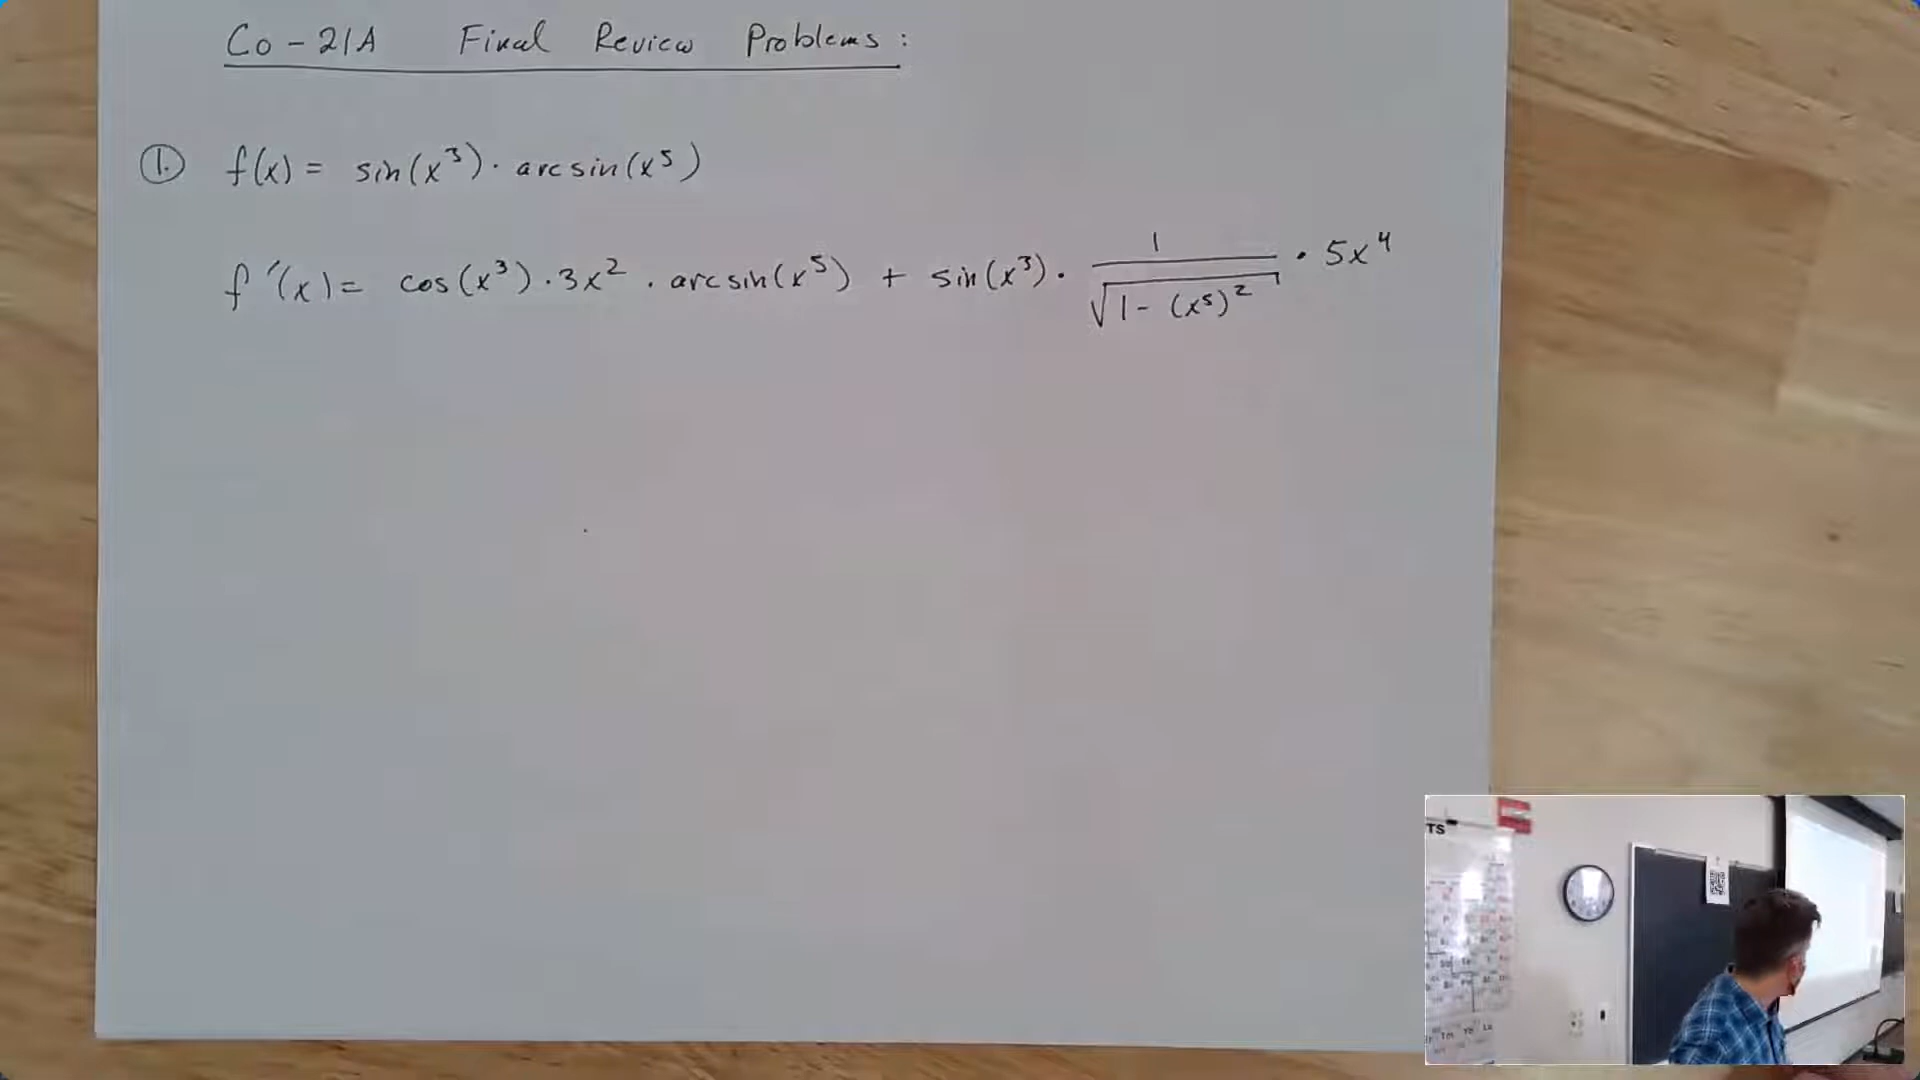 Co-21A Final Review Problems:
1. f(x) = sin(x³) · arcsin(x⁵)
f′(x) = cos(x³) · 3x² · arcsin(x⁵) + sin(x³) · 1/√(1 - (x⁵)²) · 5x⁴
TS